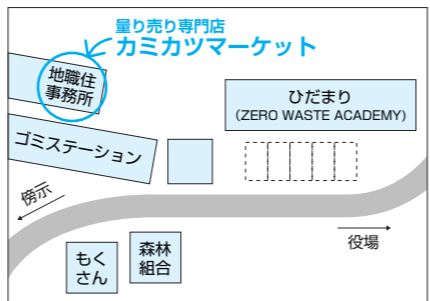 量り売り専門店
カミカツマーケット
地職住
事務所
ひだまり
(ZERO WASTE ACADEMY)
ゴミステーション
傍示
役場
もく
さん
森林
組合